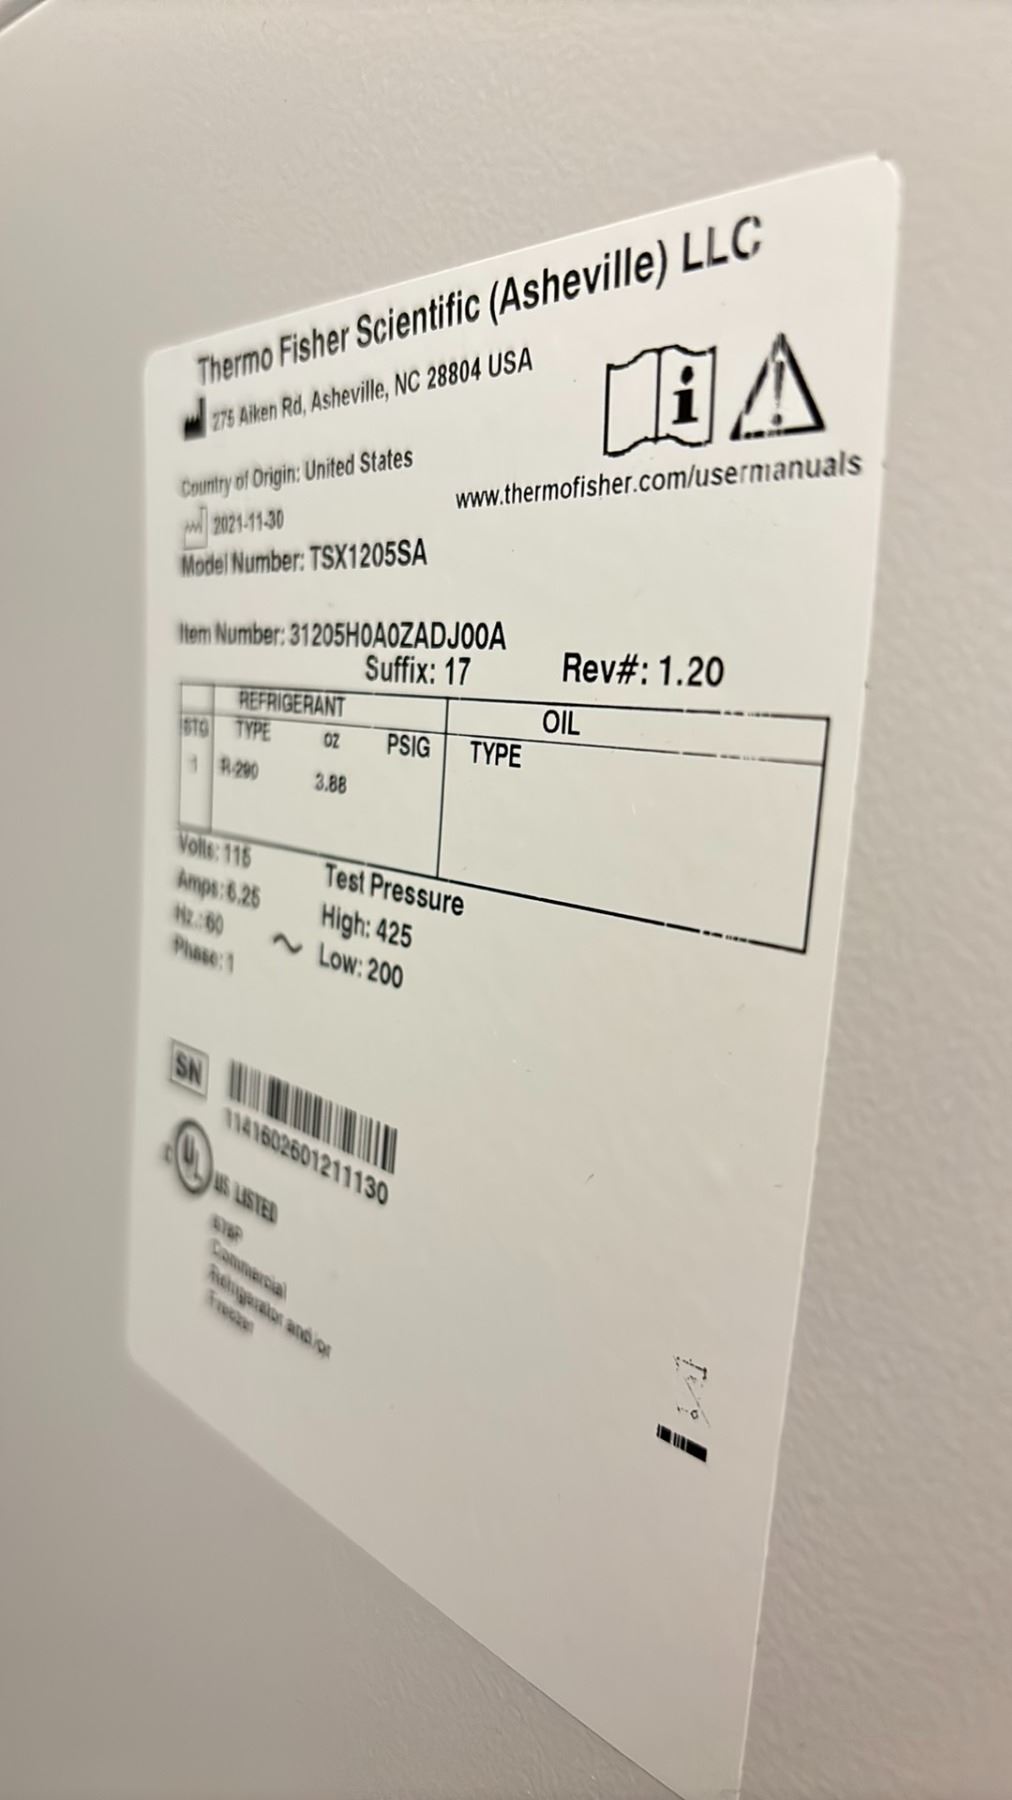 Thermo Fisher Scientific (Asheville) LLC
275 Aiken Rd, Asheville, NC 28804 USA
Country of Origin: United States
www.thermofisher.com/usermanuals
2021-11-30
Model Number: TSX1205SA
Item Number: 31205H0A0ZADJ00A
Suffix: 17 Rev#: 1.20
REFRIGERANT OIL
STG TYPE OZ PSIG TYPE
1 R-290 3.88
Volts: 115
Amps: 6.25
Hz.: 60
Phase: 1
~
Test Pressure
High: 425
Low: 200
SN
1141602601211130
C UL US LISTED
Commercial
Refrigerator and/or
Freezer